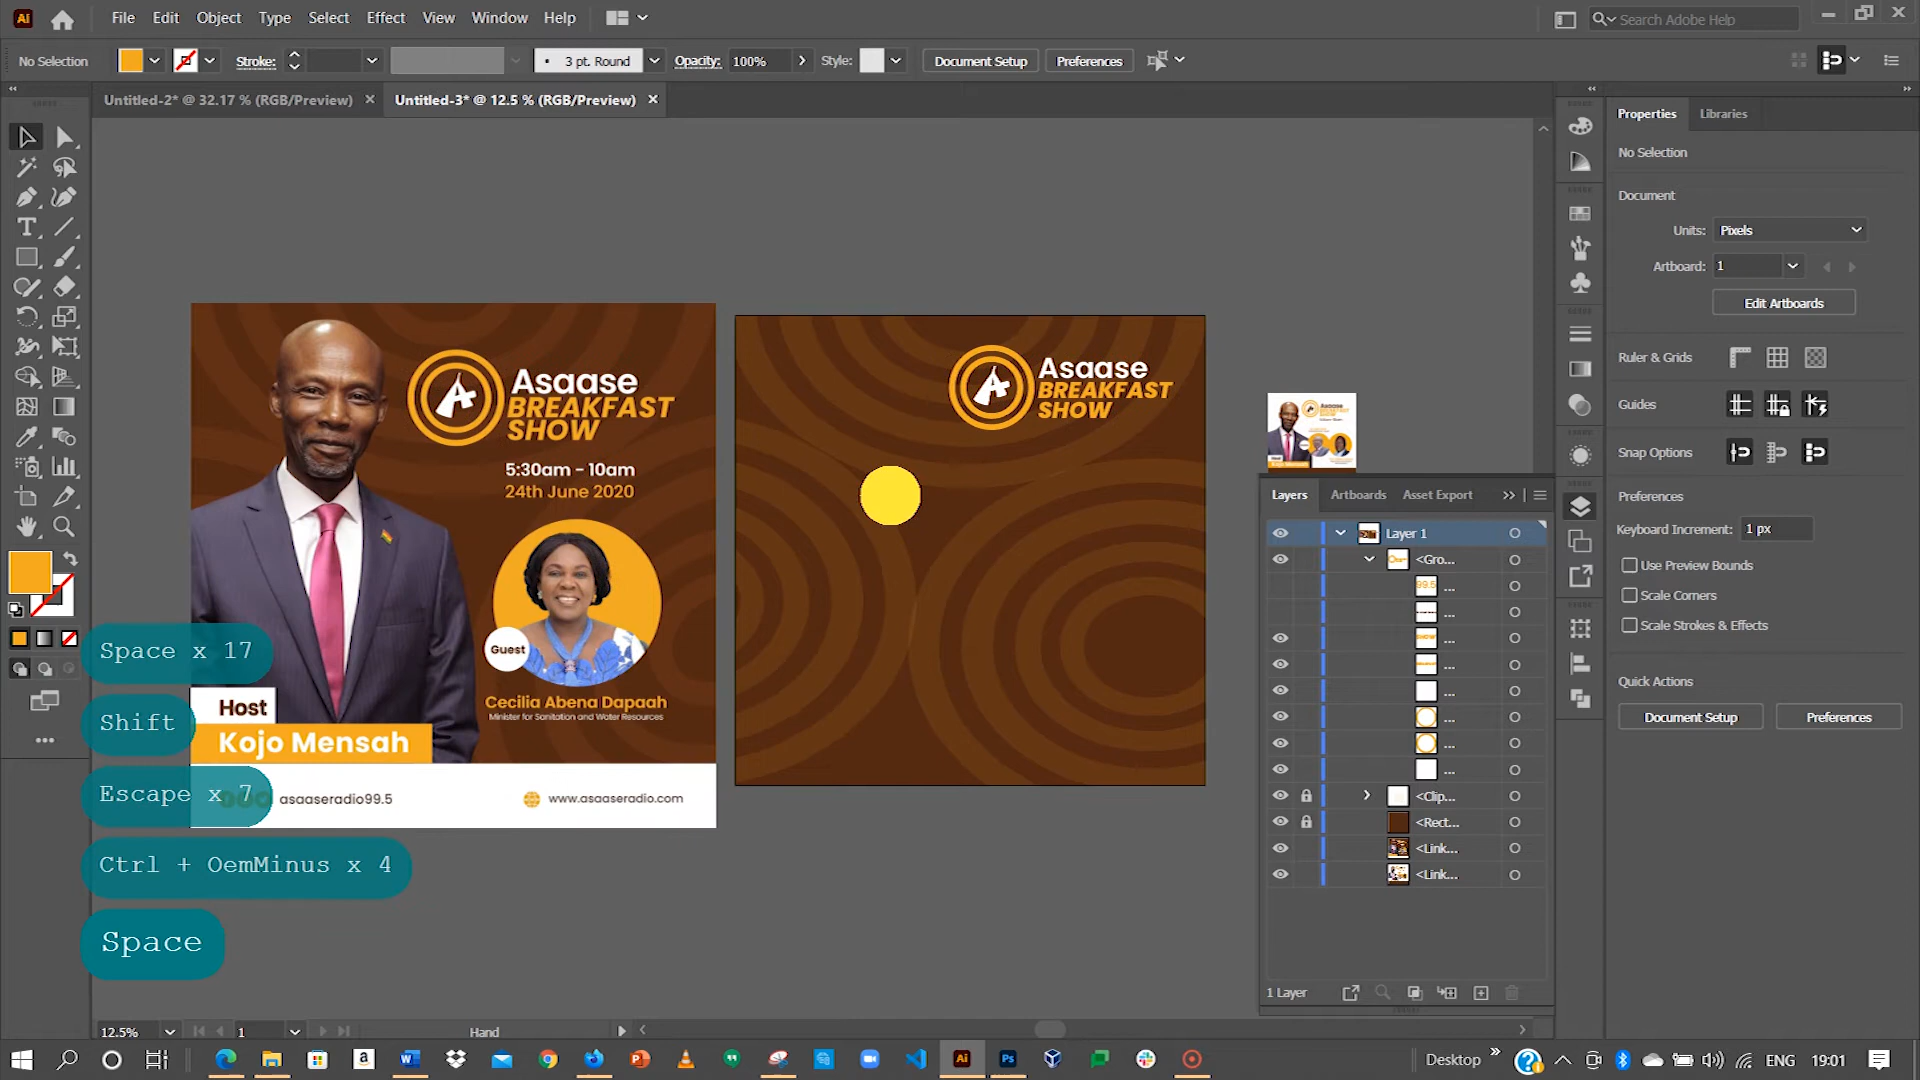 Ai File Edit Object Type Select Effect View Window Help Search Adobe Help
No Selection Stroke: 3 pt. Round Opacity: 100% Style: Document Setup Preferences
Untitled-2* @ 32.17 % (RGB/Preview) Untitled-3* @ 12.5 % (RGB/Preview)
Properties Libraries
No Selection
Document
Units: Pixels
Artboard: 1
Edit Artboards
Ruler & Grids
Guides
Snap Options
Preferences
Keyboard Increment: 1 px
Use Preview Bounds
Scale Corners
Scale Strokes & Effects
Quick Actions
Document Setup Preferences
Asaase
BREAKFAST
SHOW
5:30am - 10am
24th June 2020
Guest
Cecilia Abena Dapaah
Minister for Sanitation and Water Resources
Host
Kojo Mensah
asaaseradio99.5
www.asaaseradio.com
Asaase
BREAKFAST
SHOW
Layers Artboards Asset Export
Layer 1
<Gro...
99.5 ...
...
...
...
...
...
...
...
<Clip...
<Rect...
<Link...
<Link...
1 Layer
Space x 17
Shift
Escape x 7
Ctrl + OemMinus x 4
Space
12.5% 1 Hand
Desktop ENG 19:01